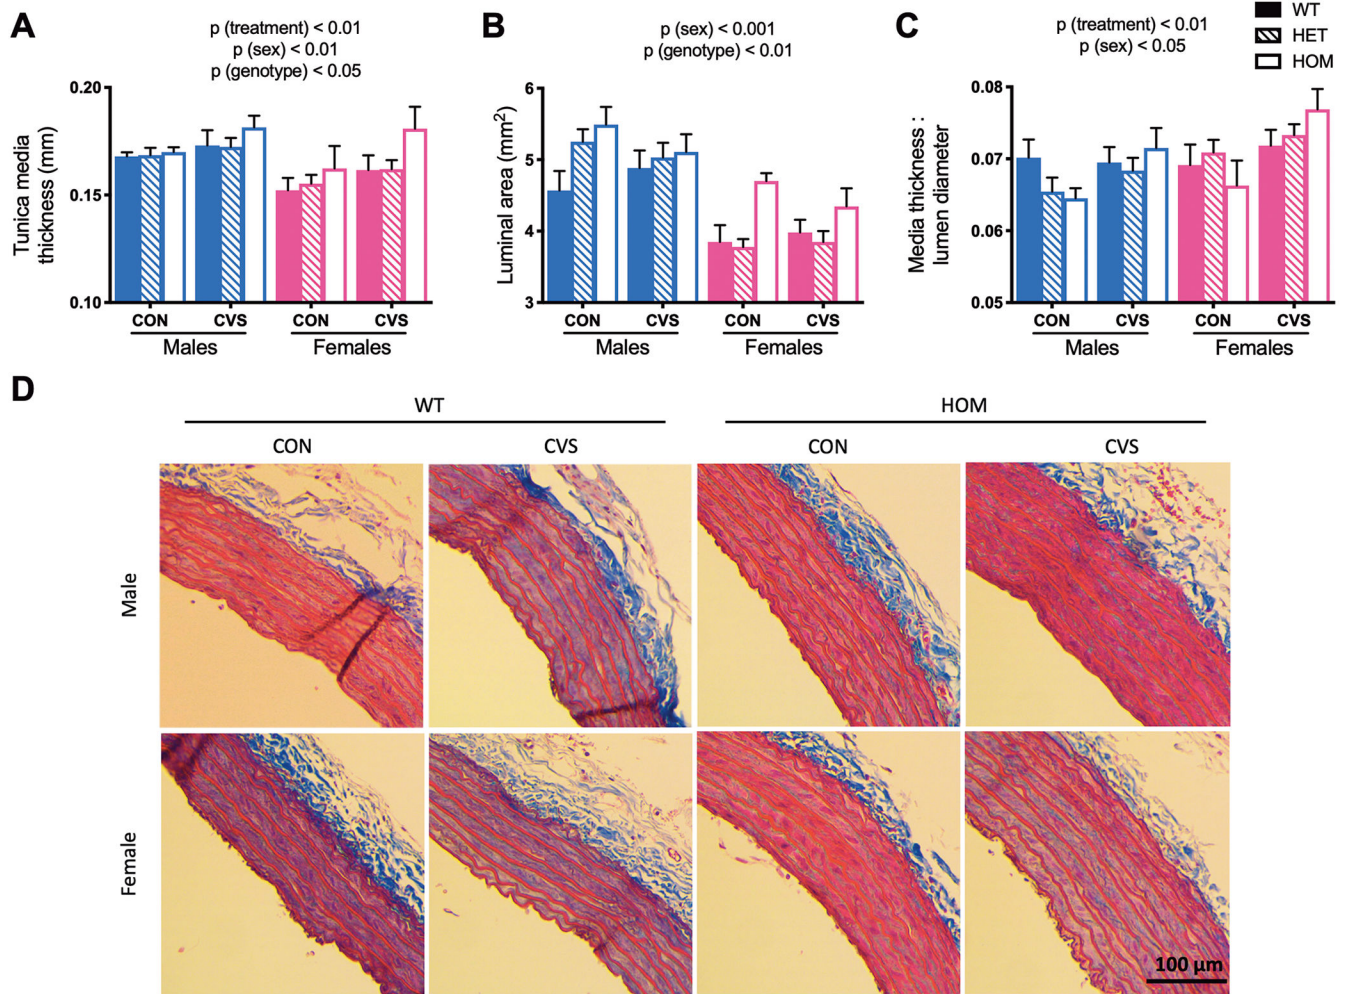 A
p (treatment) < 0.01
p (sex) < 0.01
p (genotype) < 0.05
Tunica media
thickness (mm)
0.20
0.15
0.10
CON
CVS
CON
CVS
Males
Females
B
p (sex) < 0.001
p (genotype) < 0.01
Luminal area (mm2)
6
5
4
3
CON
CVS
CON
CVS
Males
Females
C
p (treatment) < 0.01
p (sex) < 0.05
WT
HET
HOM
Media thickness :
lumen diameter
0.08
0.07
0.06
0.05
CON
CVS
CON
CVS
Males
Females
D
WT
HOM
CON
CVS
CON
CVS
Male
Female
100 µm